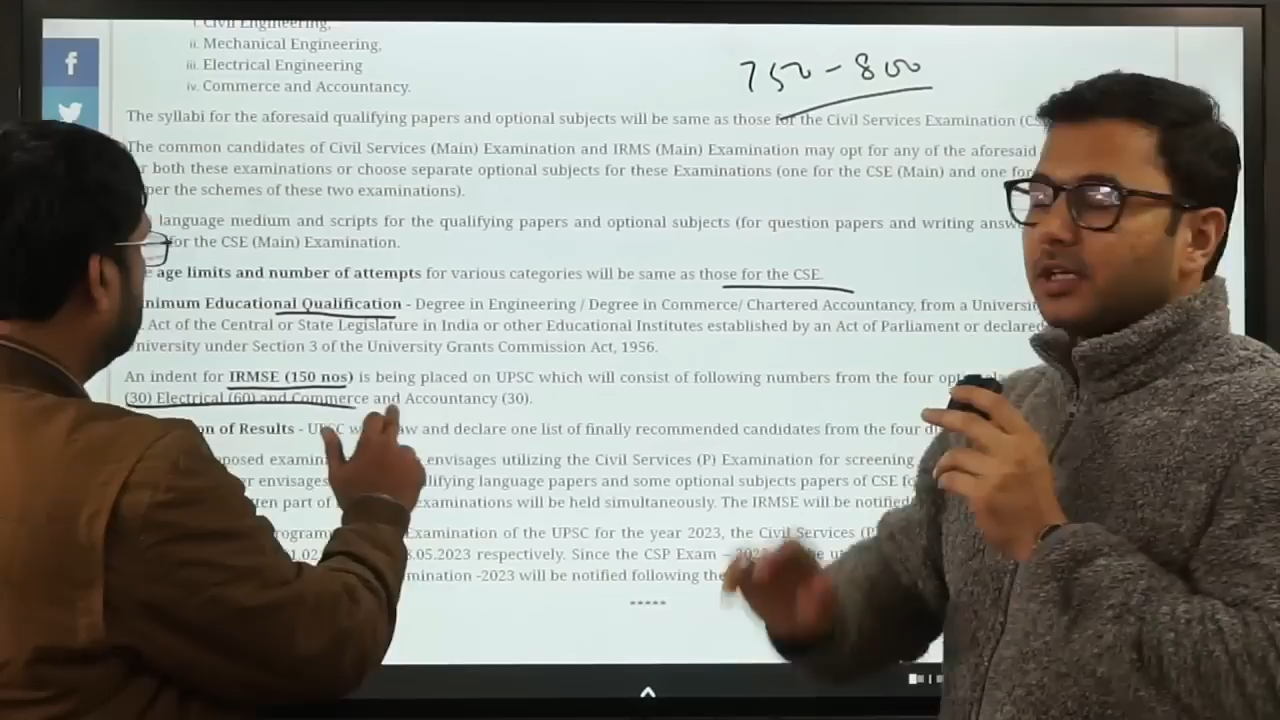 i. Civil Engineering,
ii. Mechanical Engineering,
iii. Electrical Engineering
iv. Commerce and Accountancy.
750 - 800
The syllabi for the aforesaid qualifying papers and optional subjects will be same as those for the Civil Services Examination (CS
The common candidates of Civil Services (Main) Examination and IRMS (Main) Examination may opt for any of the aforesaid
r both these examinations or choose separate optional subjects for these Examinations (one for the CSE (Main) and one for
per the schemes of these two examinations).
language medium and scripts for the qualifying papers and optional subjects (for question papers and writing answ
for the CSE (Main) Examination.
e age limits and number of attempts for various categories will be same as those for the CSE.
nimum Educational Qualification - Degree in Engineering / Degree in Commerce/ Chartered Accountancy, from a Universi
Act of the Central or State Legislature in India or other Educational Institutes established by an Act of Parliament or declared
niversity under Section 3 of the University Grants Commission Act, 1956.
An indent for IRMSE (150 nos) is being placed on UPSC which will consist of following numbers from the four
(30) Electrical (60) and Commerce and Accountancy (30).
n of Results - UPSC aw and declare one list of finally recommended candidates from the four
posed examin envisages utilizing the Civil Services (P) Examination for screening
r envisages lifying language papers and some optional subjects papers of CSE
en part of examinations will be held simultaneously. The IRMSE will be notified
rogram Examination of the UPSC for the year 2023, the Civil Services (P
1.02 8.05.2023 respectively. Since the CSP Exam –
mination -2023 will be notified following the
*****